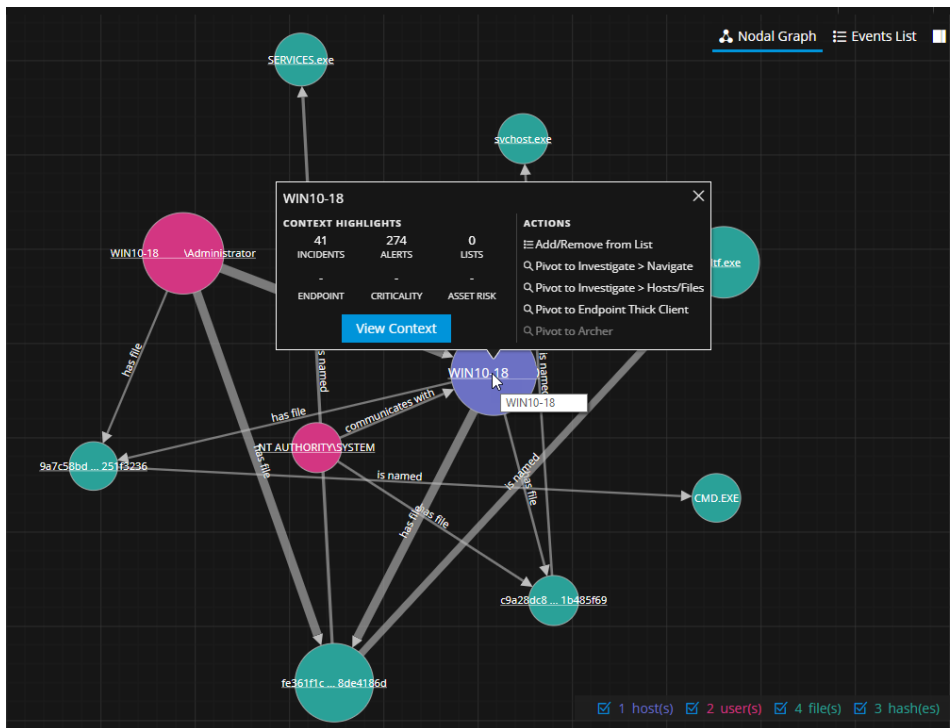 Nodal Graph
Events List
SERVICES.exe
svchost.exe
WIN10-18
CONTEXT HIGHLIGHTS
41
INCIDENTS
274
ALERTS
0
LISTS
-
ENDPOINT
-
CRITICALITY
-
ASSET RISK
View Context
ACTIONS
Add/Remove from List
Pivot to Investigate > Navigate
Pivot to Investigate > Hosts/Files
Pivot to Endpoint Thick Client
Pivot to Archer
WIN10-18 \Administrator
tf.exe
has file
s named
is named
WIN10-18
WIN10-18
has file
communicates with
NT AUTHORITY\SYSTEM
9a7c58bd ... 251f3236
has file
is named
is named
has file
CMD.EXE
has file
has file
c9a28dc8 ... 1b485f69
fe361f1c ... 8de4186d
1 host(s)
2 user(s)
4 file(s)
3 hash(es)